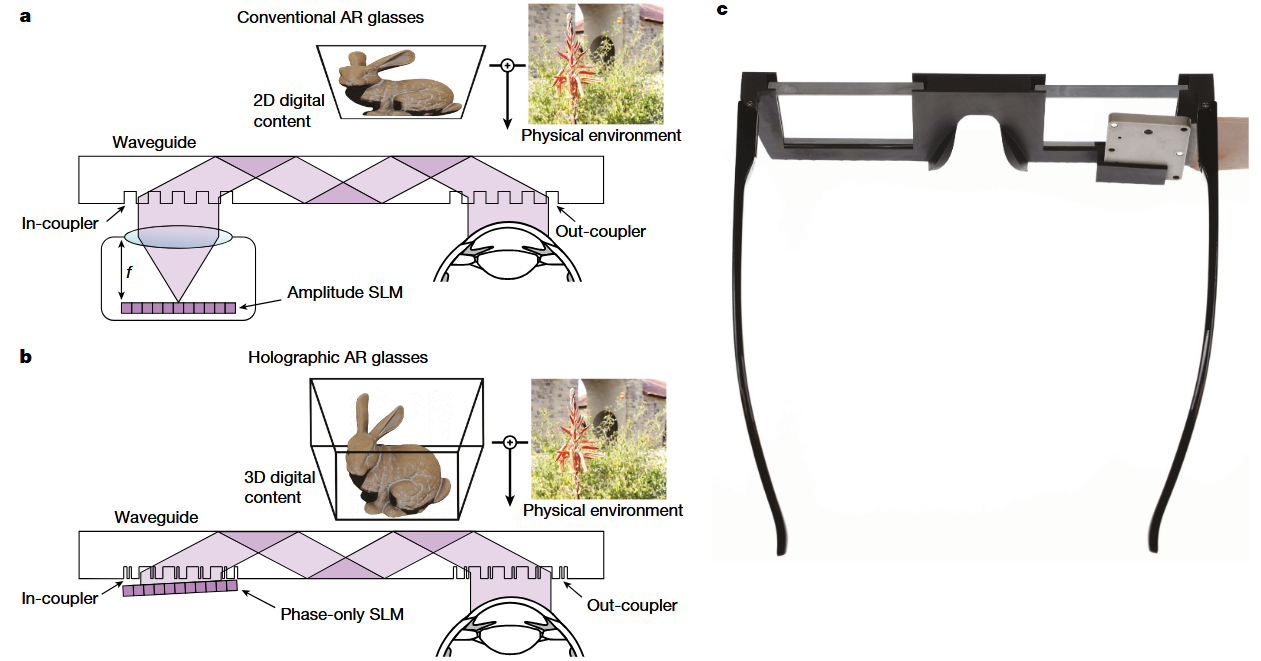 a
Conventional AR glasses
2D digital
content
Physical environment
Waveguide
In-coupler
Out-coupler
f
Amplitude SLM
b
Holographic AR glasses
3D digital
content
Physical environment
Waveguide
In-coupler
Out-coupler
Phase-only SLM
c